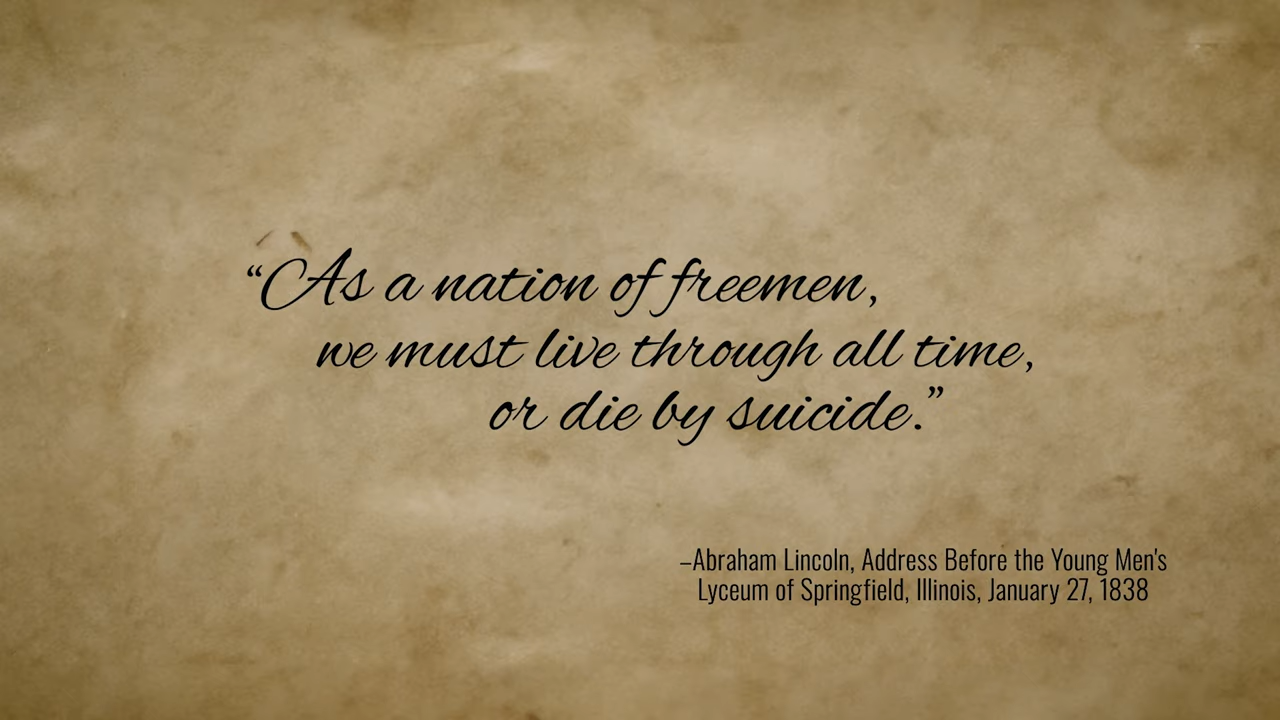 “As a nation of freemen,
we must live through all time,
or die by suicide.”
–Abraham Lincoln, Address Before the Young Men's
Lyceum of Springfield, Illinois, January 27, 1838